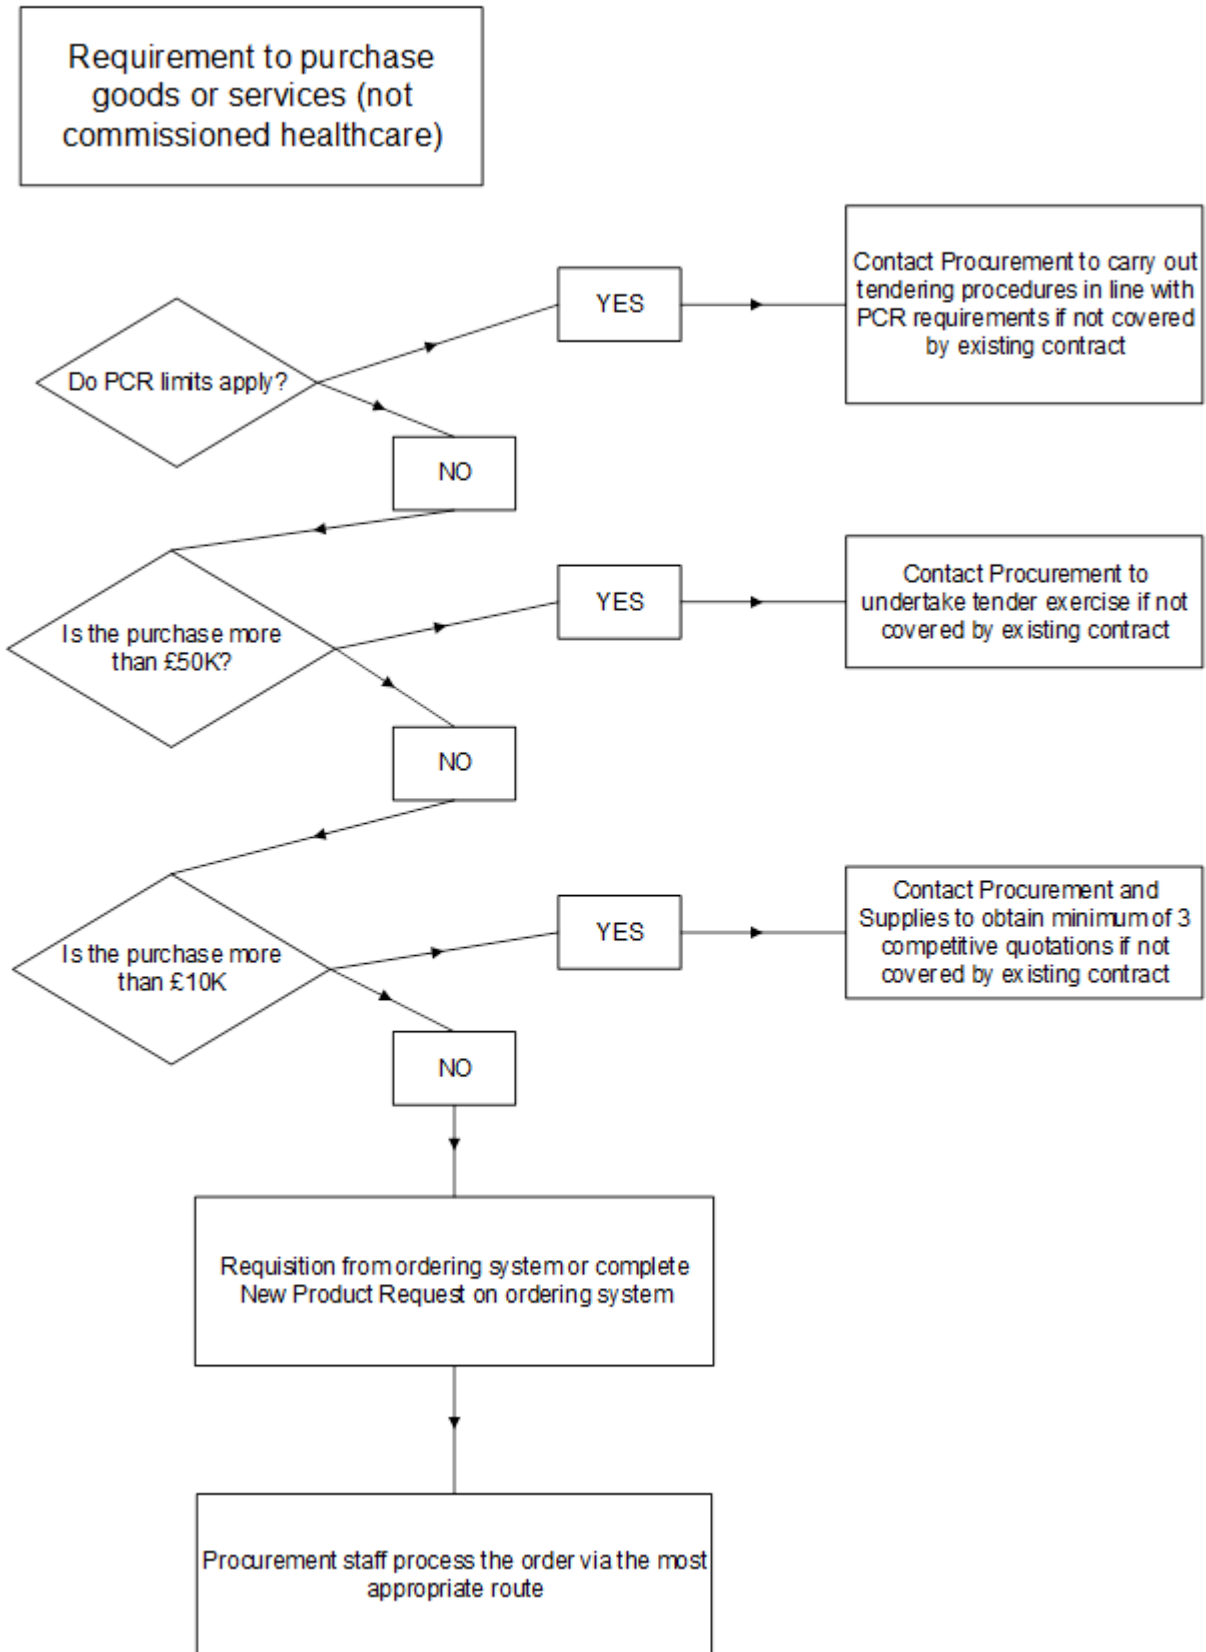 Requirement to purchase
goods or services (not
commissioned healthcare)
YES
Contact Procurement to carry out
tendering procedures in line with
PCR requirements if not covered
by existing contract
Do PCR limits apply?
NO
Is the purchase more
than £50K?
YES
Contact Procurement to
undertake tender exercise if not
covered by existing contract
NO
Is the purchase more
than £10K
YES
Contact Procurement and
Supplies to obtain minimum of 3
competitive quotations if not
covered by existing contract
NO
Requisition from ordering system or complete
New Product Request on ordering system
Procurement staff process the order via the most
appropriate route